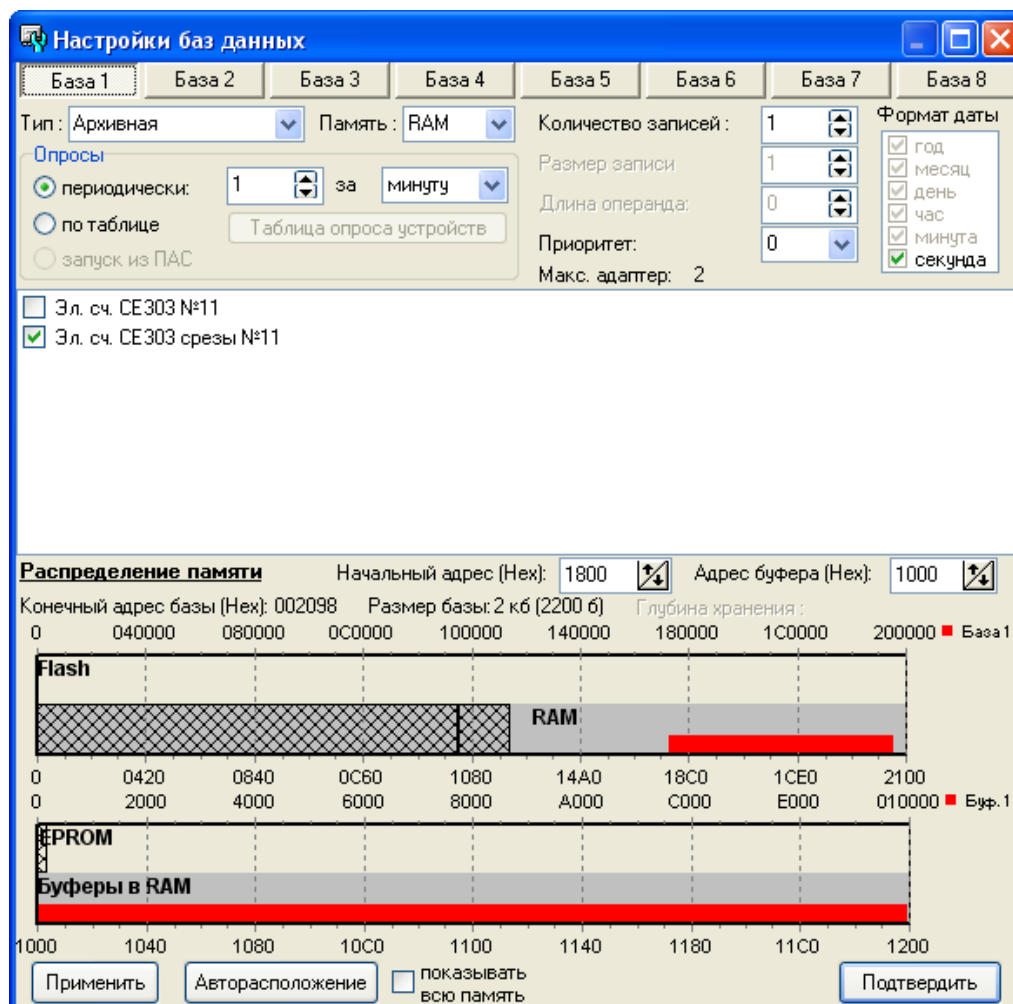 Настройки баз данных
База 1 База 2 База 3 База 4 База 5 База 6 База 7 База 8
Тип : Архивная Память : RAM Количество записей : 1 Формат даты
Опросы
периодически: 1 за минуту
по таблице Таблица опроса устройств
запуск из ПАС
Размер записи 1
Длина операнда: 0
Приоритет: 0
Макс. адаптер: 2
год
месяц
день
час
минута
секунда
Эл. сч. СЕ303 №11
Эл. сч. СЕ303 срезы №11
Распределение памяти Начальный адрес (Hex): 1800 Адрес буфера (Hex): 1000
Конечный адрес базы (Hex): 002098 Размер базы: 2 кб (2200 б) Глубина хранения :
0 040000 080000 0C0000 100000 140000 180000 1C0000 200000 База 1
Flash
RAM
0 0420 0840 0C60 1080 14A0 18C0 1CE0 2100
0 2000 4000 6000 8000 A000 C000 E000 010000 Буф.1
EPROM
Буферы в RAM
1000 1040 1080 10C0 1100 1140 1180 11C0 1200
Применить Авторасположение показывать всю память Подтвердить